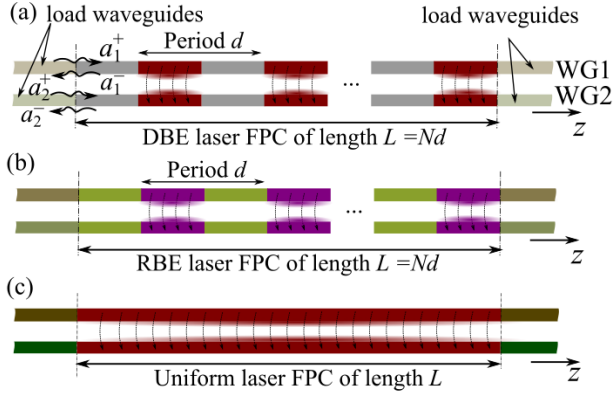 (a) load waveguides
load waveguides
a₁⁺
Period d
WG1
a₂⁺
a₁⁻
...
WG2
a₂⁻
z
DBE laser FPC of length L =Nd
(b)
Period d
...
RBE laser FPC of length L =Nd
z
(c)
Uniform laser FPC of length L
z